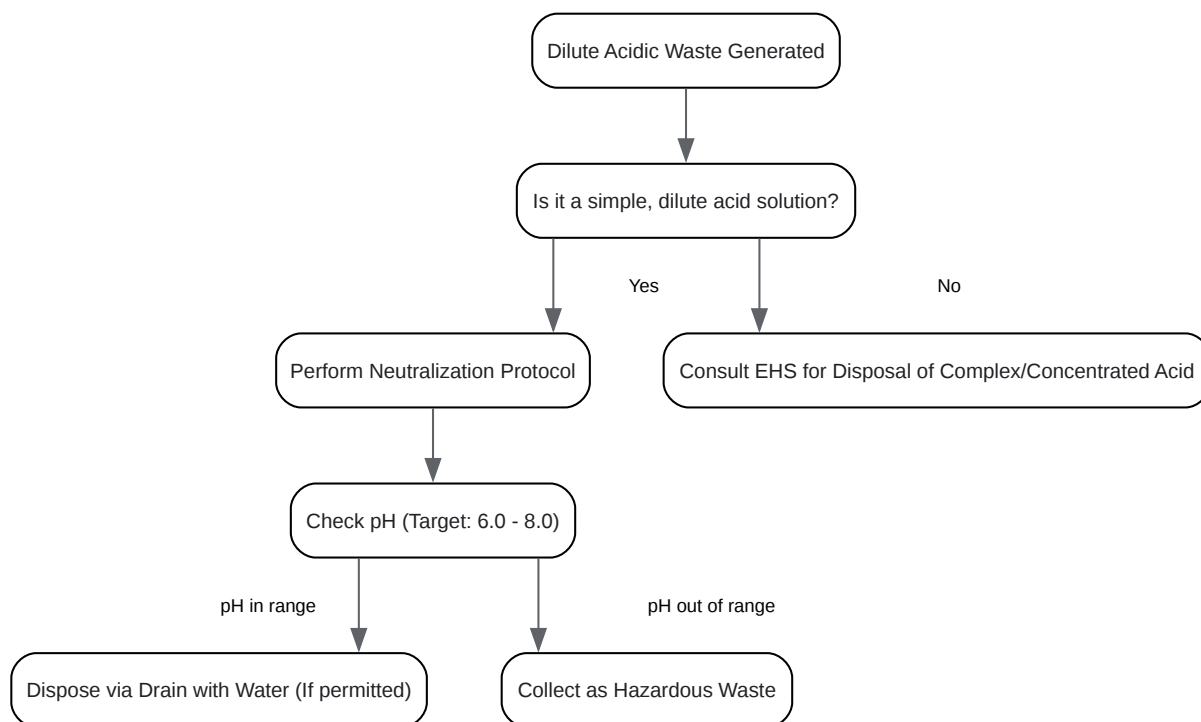 Dilute Acidic Waste Generated
Is it a simple, dilute acid solution?
Yes
No
Perform Neutralization Protocol
Consult EHS for Disposal of Complex/Concentrated Acid
Check pH (Target: 6.0 - 8.0)
pH in range
pH out of range
Dispose via Drain with Water (If permitted)
Collect as Hazardous Waste